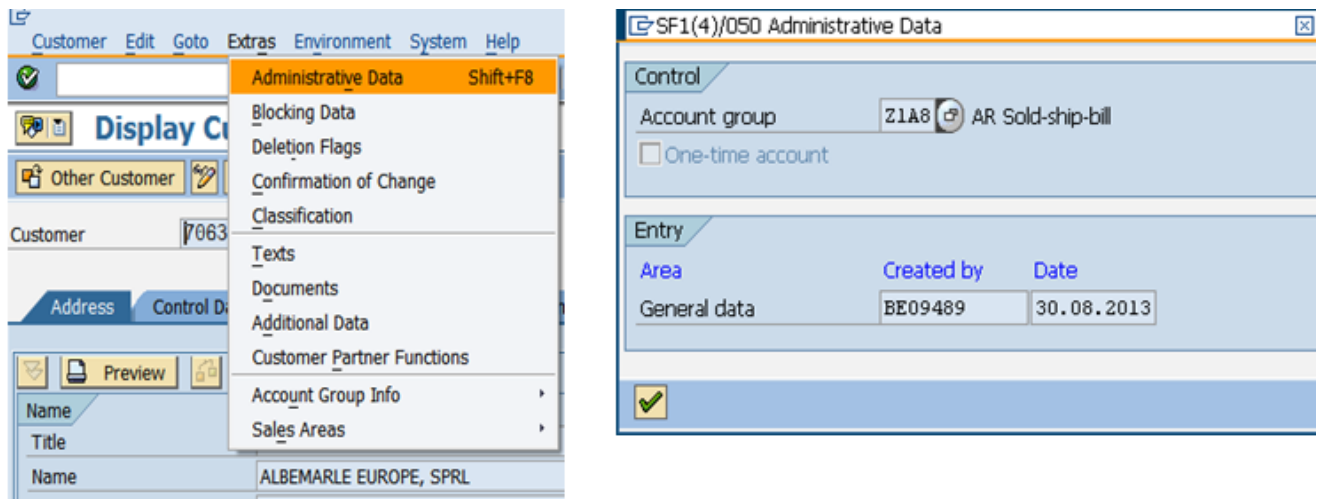 Customer Edit Goto Extras Environment System Help
Administrative Data Shift+F8
Blocking Data
Display Cu
Deletion Flags
Other Customer
Confirmation of Change
Classification
Customer 7063
Texts
Documents
Address Control Da
Additional Data
Customer Partner Functions
Preview
Account Group Info
Name
Sales Areas
Title
Name ALBEMARLE EUROPE, SPRL
SF1(4)/050 Administrative Data
Control
Account group Z1A8 AR Sold-ship-bill
One-time account
Entry
Area Created by Date
General data BE09489 30.08.2013